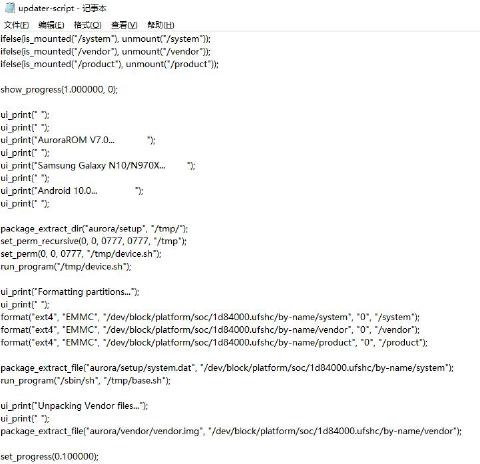 updater-script - 记事本
文件(F) 编辑(E) 格式(O) 查看(V) 帮助(H)
ifelse(is_mounted("/system"), unmount("/system"));
ifelse(is_mounted("/vendor"), unmount("/vendor"));
ifelse(is_mounted("/product"), unmount("/product"));
show_progress(1.000000, 0);
ui_print(" ");
ui_print(" ");
ui_print("AuroraROM V7.0... ");
ui_print(" ");
ui_print("Samsung Galaxy N10/N970X... ");
ui_print(" ");
ui_print("Android 10.0... ");
ui_print(" ");
package_extract_dir("aurora/setup", "/tmp/");
set_perm_recursive(0, 0, 0777, 0777, "/tmp");
set_perm(0, 0, 0777, "/tmp/device.sh");
run_program("/tmp/device.sh");
ui_print("Formatting partitions...");
ui_print(" ");
format("ext4", "EMMC", "/dev/block/platform/soc/1d84000.ufshc/by-name/system", "0", "/system");
format("ext4", "EMMC", "/dev/block/platform/soc/1d84000.ufshc/by-name/vendor", "0", "/vendor");
format("ext4", "EMMC", "/dev/block/platform/soc/1d84000.ufshc/by-name/product", "0", "/product");
package_extract_file("aurora/setup/system.dat", "/dev/block/platform/soc/1d84000.ufshc/by-name/system");
run_program("/sbin/sh", "/tmp/base.sh");
ui_print("Unpacking Vendor files...");
ui_print(" ");
package_extract_file("aurora/vendor/vendor.img", "/dev/block/platform/soc/1d84000.ufshc/by-name/vendor");
set_progress(0.100000);